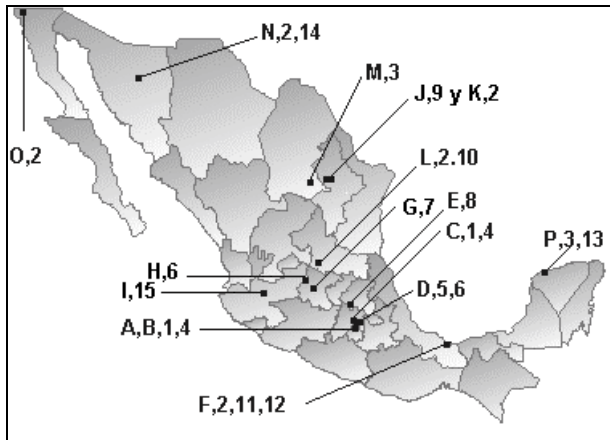 N,2,14
M,3
J,9 y K,2
L,2.10
E,8
G,7
C,1,4
P,3,13
O,2
H,6
I,15
D,5,6
A,B,1,4
F,2,11,12